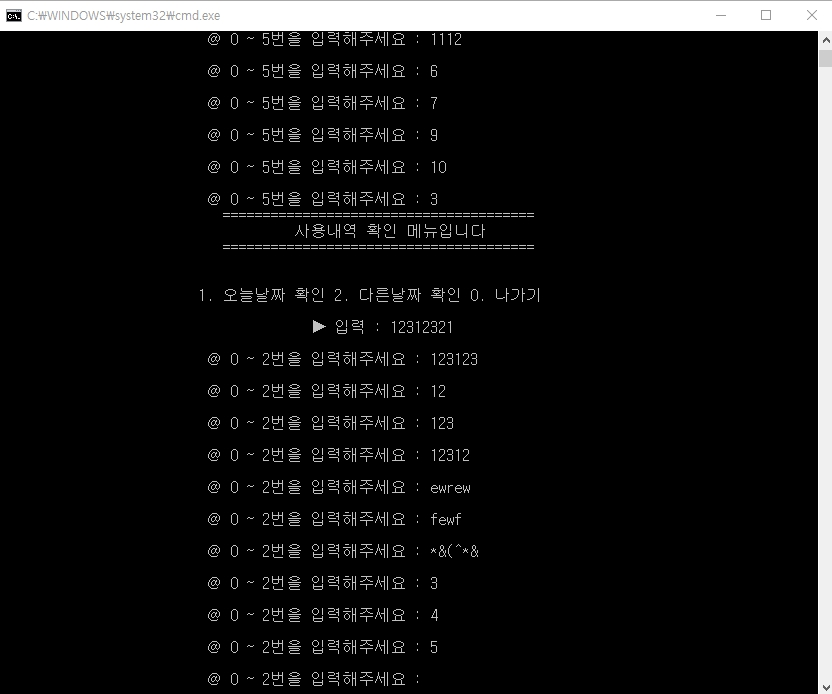 C:₩WINDOWS₩system32₩cmd.exe
@ 0 ~ 5번을 입력해주세요 : 1112
@ 0 ~ 5번을 입력해주세요 : 6
@ 0 ~ 5번을 입력해주세요 : 7
@ 0 ~ 5번을 입력해주세요 : 9
@ 0 ~ 5번을 입력해주세요 : 10
@ 0 ~ 5번을 입력해주세요 : 3
=======================================
사용내역 확인 메뉴입니다
=======================================
1. 오늘날짜 확인 2. 다른날짜 확인 0. 나가기
▶ 입력 : 12312321
@ 0 ~ 2번을 입력해주세요 : 123123
@ 0 ~ 2번을 입력해주세요 : 12
@ 0 ~ 2번을 입력해주세요 : 123
@ 0 ~ 2번을 입력해주세요 : 12312
@ 0 ~ 2번을 입력해주세요 : ewrew
@ 0 ~ 2번을 입력해주세요 : fewf
@ 0 ~ 2번을 입력해주세요 : *&(^*&
@ 0 ~ 2번을 입력해주세요 : 3
@ 0 ~ 2번을 입력해주세요 : 4
@ 0 ~ 2번을 입력해주세요 : 5
@ 0 ~ 2번을 입력해주세요 :